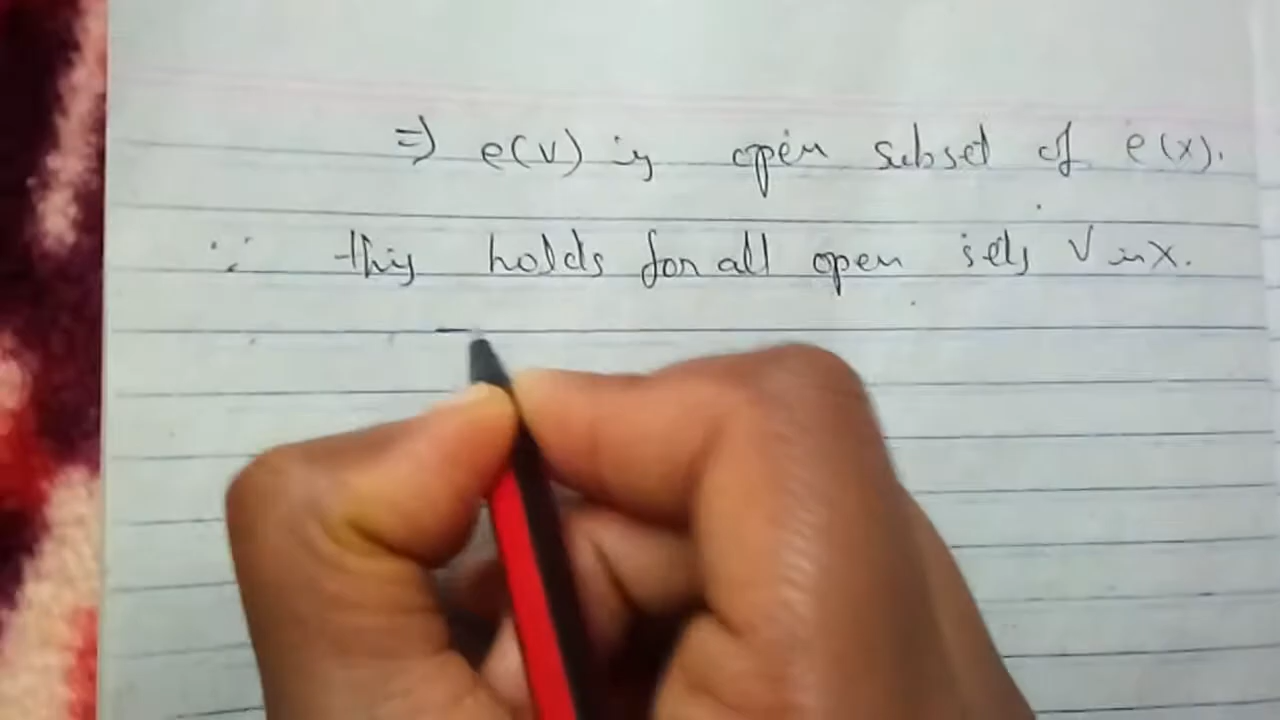 ⇒ e(V) is open subset of e(X).
∵ this holds for all open sets V in X.